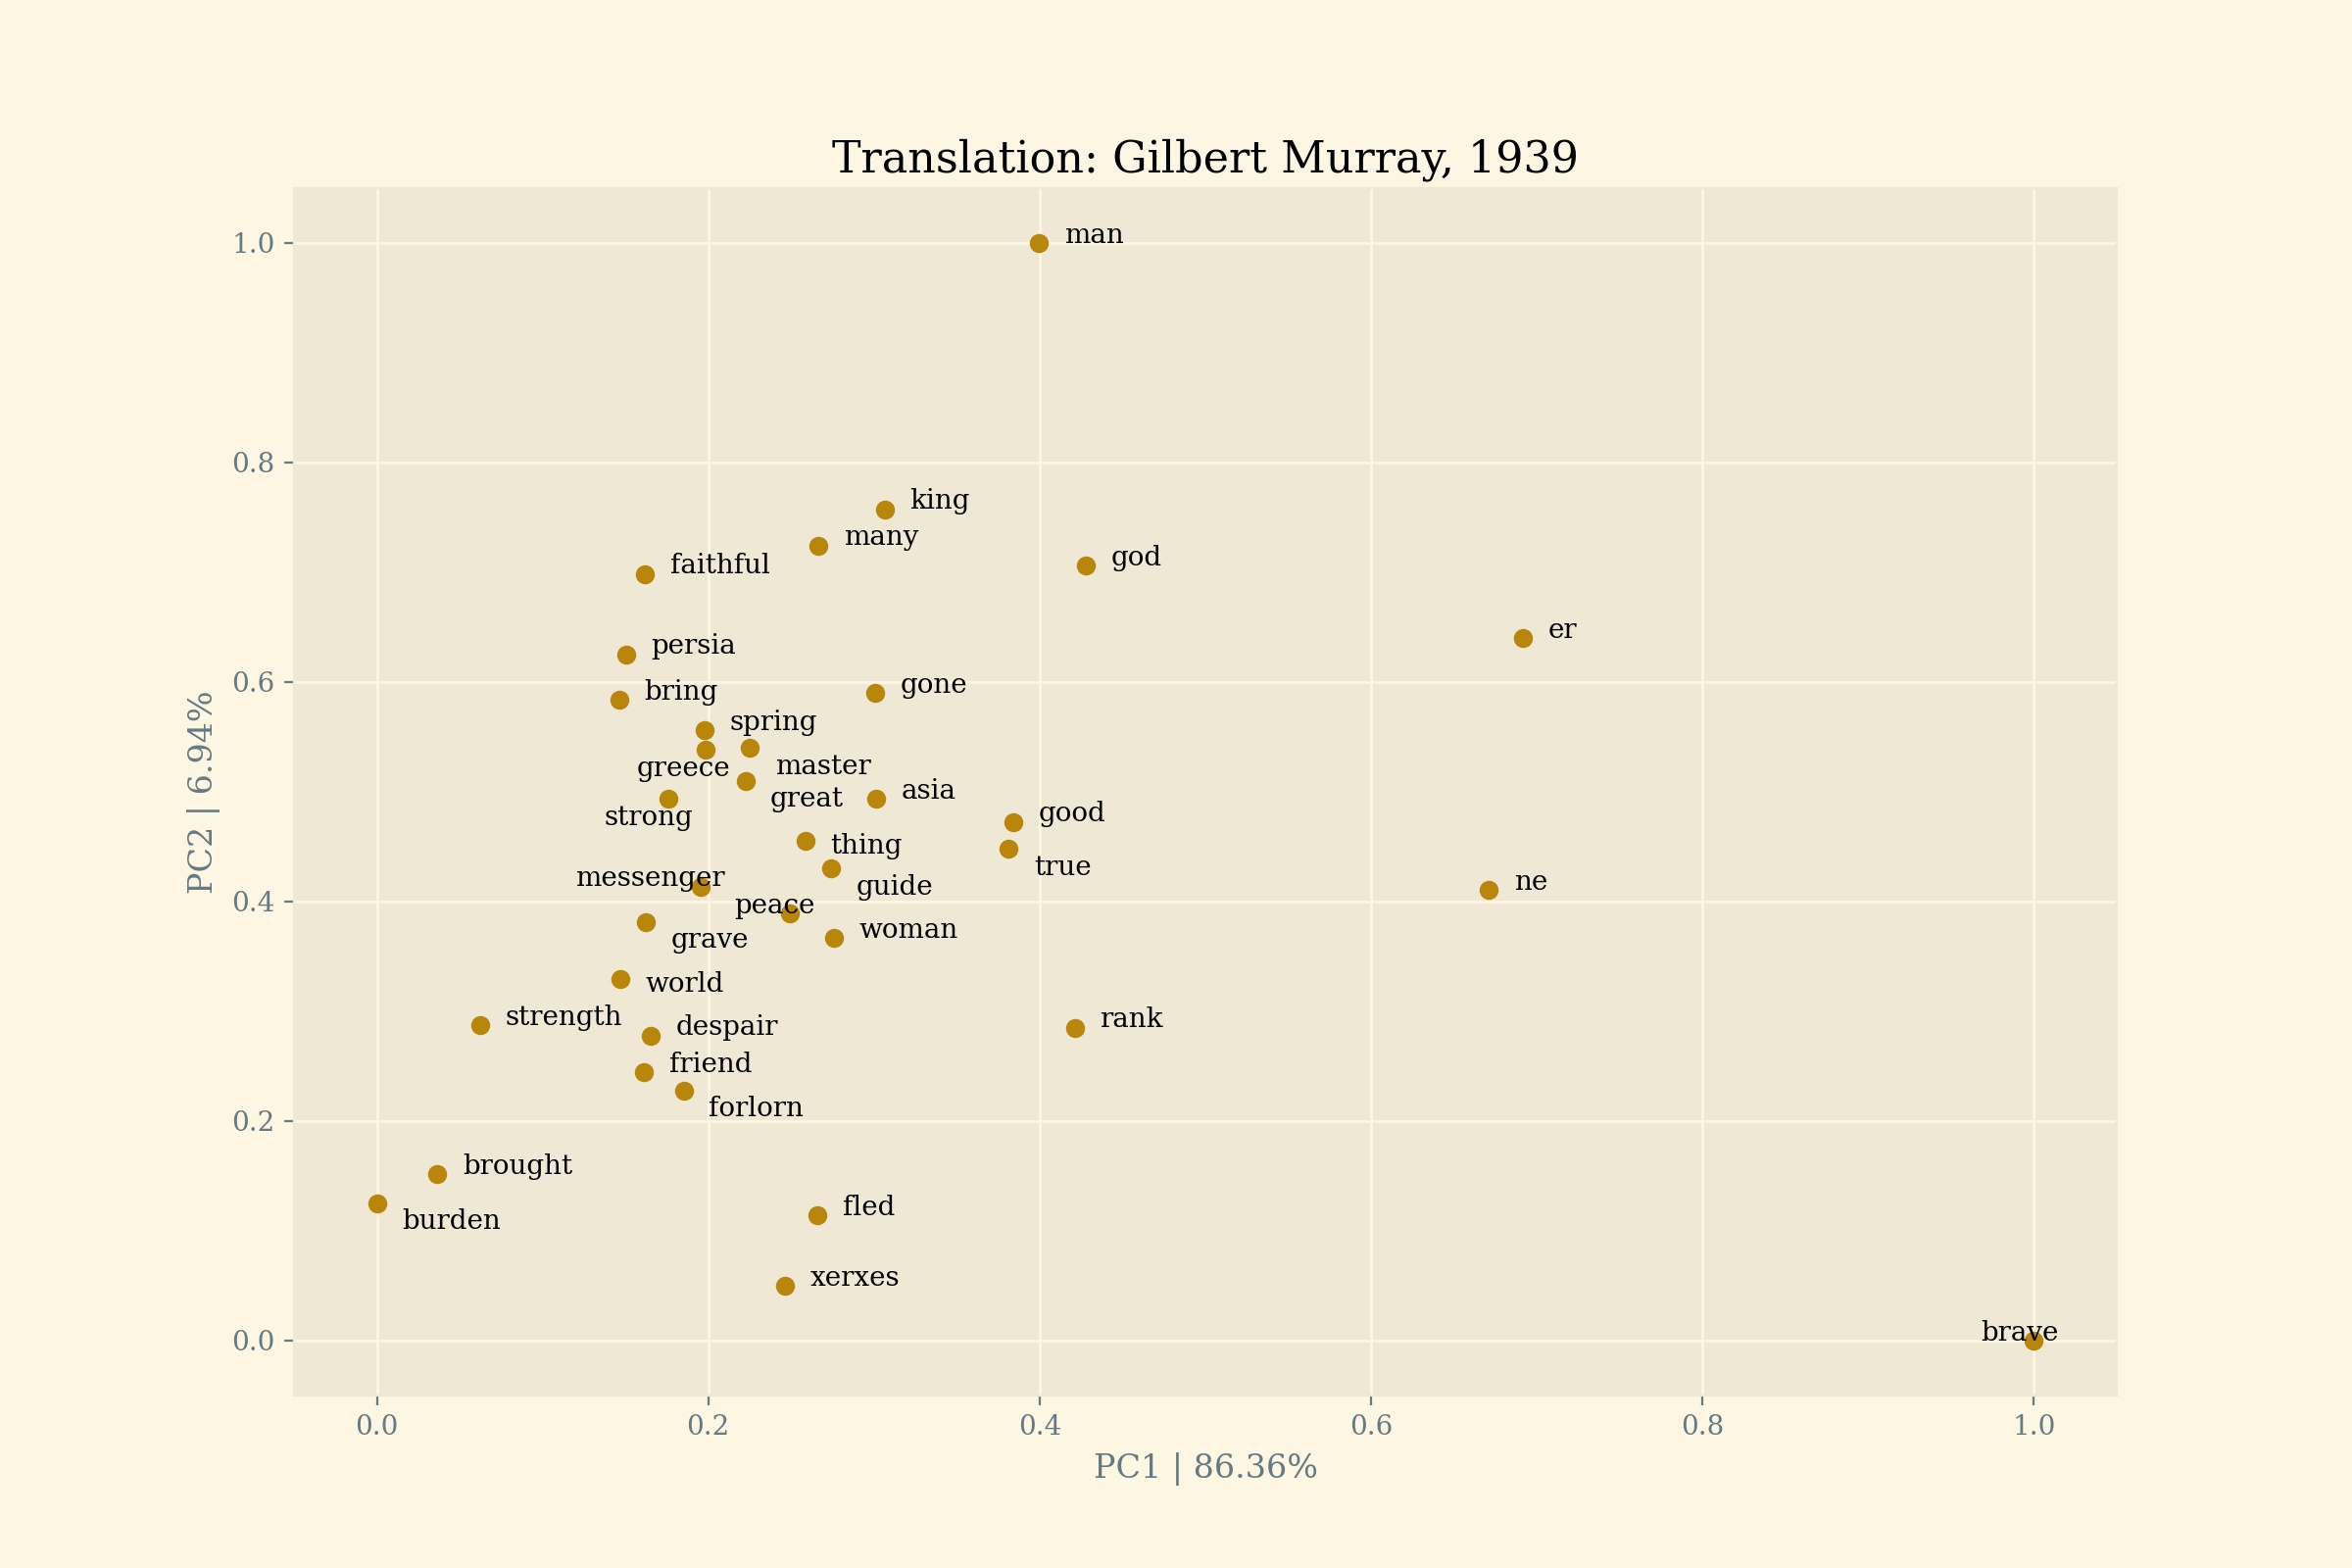 Translation: Gilbert Murray, 1939
man
1.0
0.8
king
many
god
faithful
er
persia
0.6
gone
bring
spring
greece
master
great
asia
strong
good
thing
true
messenger
guide
ne
0.4
peace
woman
grave
world
strength
despair
rank
friend
forlorn
0.2
brought
burden
fled
xerxes
brave
0.0
PC2 | 6.94%
0.0 0.2 0.4 0.6 0.8 1.0
PC1 | 86.36%